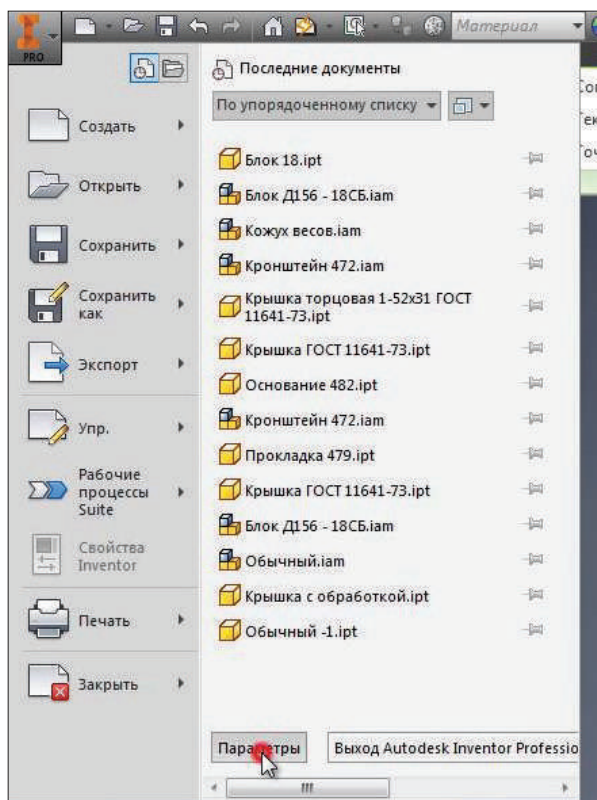 Материал
PRO
Последние документы
По упорядоченному списку
Создать
Открыть
Сохранить
Сохранить
как
Экспорт
Упр.
Рабочие
процессы
Suite
Свойства
Inventor
Печать
Закрыть
Блок 18.ipt
Блок Д156 - 18СБ.iam
Кожух весов.iam
Кронштейн 472.iam
Крышка торцовая 1-52х31 ГОСТ
11641-73.ipt
Крышка ГОСТ 11641-73.ipt
Основание 482.ipt
Кронштейн 472.iam
Прокладка 479.ipt
Крышка ГОСТ 11641-73.ipt
Блок Д156 - 18СБ.iam
Обычный.iam
Крышка с обработкой.ipt
Обычный -1.ipt
Параметры
Выход Autodesk Inventor Professio